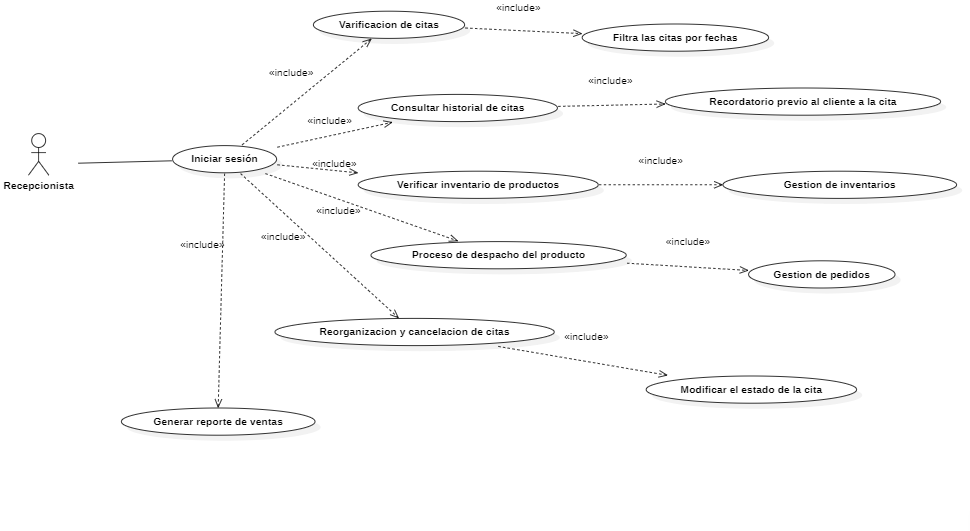 «include»
Varificacion de citas
Filtra las citas por fechas
«include»
«include»
Consultar historial de citas
Recordatorio previo al cliente a la cita
«include»
Iniciar sesión
«include»
«include»
Recepcionista
Verificar inventario de productos
Gestion de inventarios
«include»
«include»
«include»
«include»
Proceso de despacho del producto
Gestion de pedidos
Reorganizacion y cancelacion de citas
«include»
Modificar el estado de la cita
Generar reporte de ventas